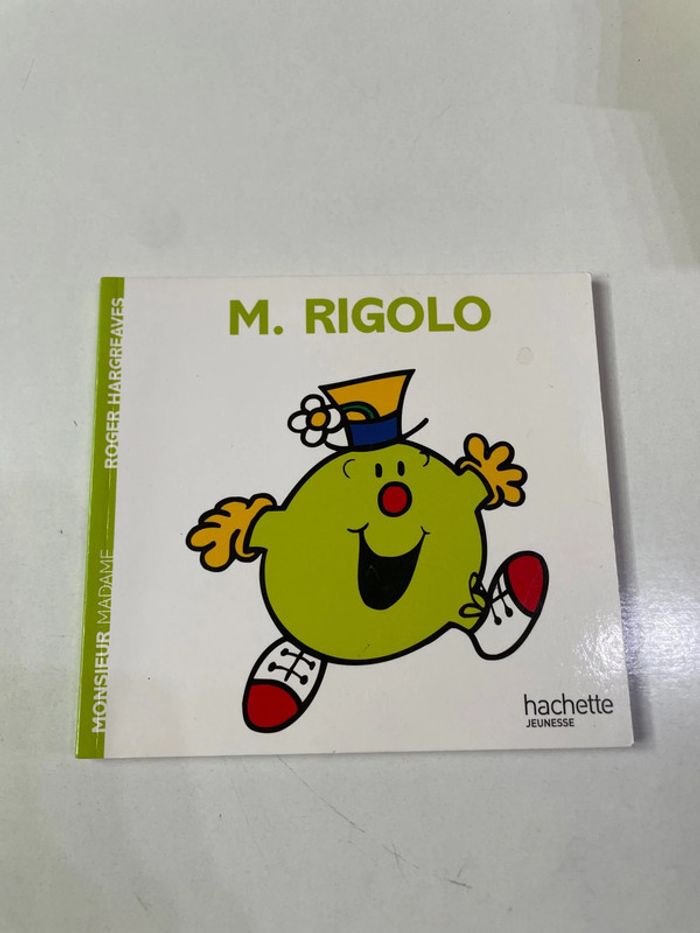 M. RIGOLO
ROGER HARGREAVES
MONSIEUR MADAME
hachette
JEUNESSE